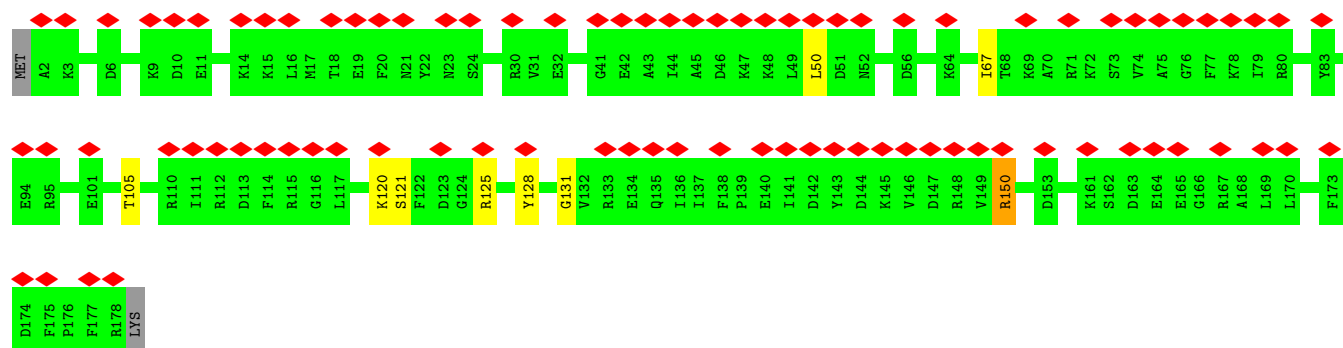 MET A2 K3 D6 K9 D10 E11 K14 K15 L16 M17 T18 E19 F20 N21 Y22 N23 S24 R30 V31 E32 G41 E42 A43 I44 A45 D46 K47 K48 L49 L50 D51 N52 D56 K64 I67 T68 K69 A70 R71 K72 S73 V74 A75 G76 F77 K78 I79 R80 Y83
E94 R95 E101 T105 R110 I111 R112 D113 F114 R115 G116 L117 K120 S121 F122 D123 G124 R125 Y128 G131 V132 R133 E134 Q135 I136 I137 F138 P139 E140 I141 D142 Y143 D144 K145 V146 D147 R148 V149 R150 D153 K161 S162 D163 E164 E165 G166 R167 A168 L169 L170 F173
D174 F175 P176 F177 R178 LYS